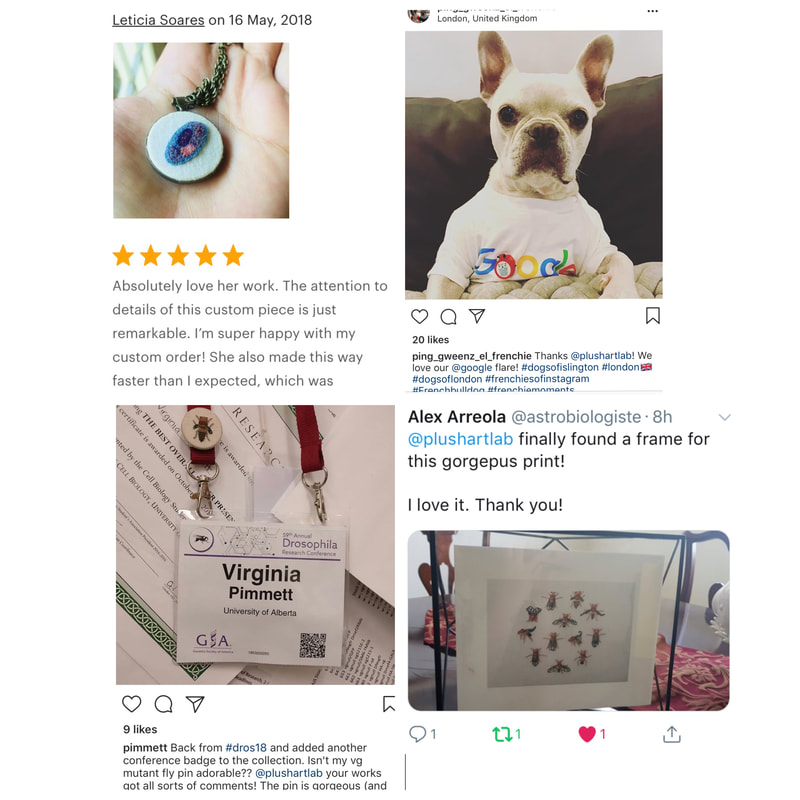 Leticia Soares on 16 May, 2018
Absolutely love her work. The attention to
details of this custom piece is just
remarkable. I'm super happy with my
custom order! She also made this way
faster than I expected, which was
London, United Kingdom
Google
20 likes
ping_gweenz_el_frenchie Thanks @plushartlab! We
love our @google flare! #dogsofislington #london🇬🇧
#dogsoflondon #frenchiesofinstagram
#Frenchbulldog #frenchiemoments
RESEARC
THE BEST OVER
certificate is awarded on Octob
by the Cell Biology
CELL BIOLOGY, UNIVERSITY
59th Annual
Drosophila
Research Conference
Virginia
Pimmett
University of Alberta
GSA
9 likes
pimmett Back from #dros18 and added another
conference badge to the collection. Isn't my vg
mutant fly pin adorable?? @plushartlab your works
got all sorts of comments! The pin is gorgeous (and
Alex Arreola @astrobiologiste · 8h
@plushartlab finally found a frame for
this gorgepus print!
I love it. Thank you!
1 1 1